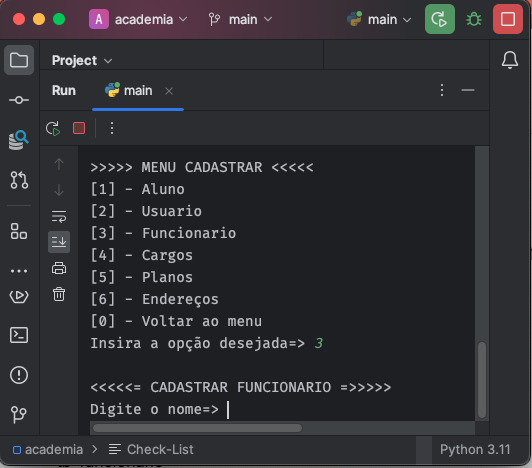 A academia main main
Project
Run main
>>>>> MENU CADASTRAR <<<<<
[1] - Aluno
[2] - Usuario
[3] - Funcionario
[4] - Cargos
[5] - Planos
[6] - Endereços
[0] - Voltar ao menu
Insira a opção desejada=> 3
<<<<<= CADASTRAR FUNCIONARIO =>>>>>
Digite o nome=>
academia > Check-List Python 3.11